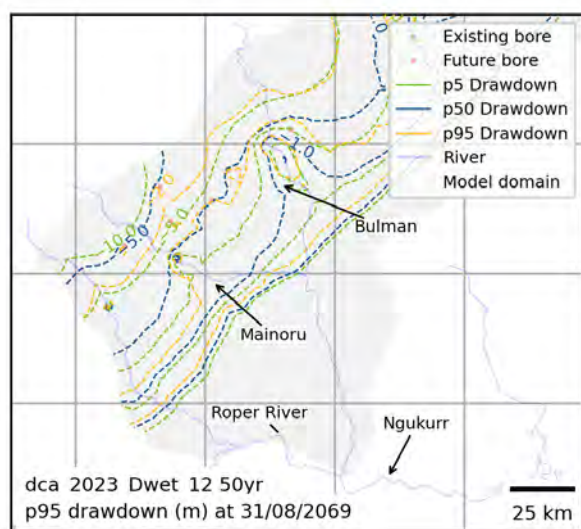 Existing bore
Future bore
p5 Drawdown
p50 Drawdown
p95 Drawdown
River
Model domain
1.0
Bulman
10.0
5.0
Mainoru
Roper River
Ngukurr
dca 2023 Dwet 12 50yr
p95 drawdown (m) at 31/08/2069
25 km